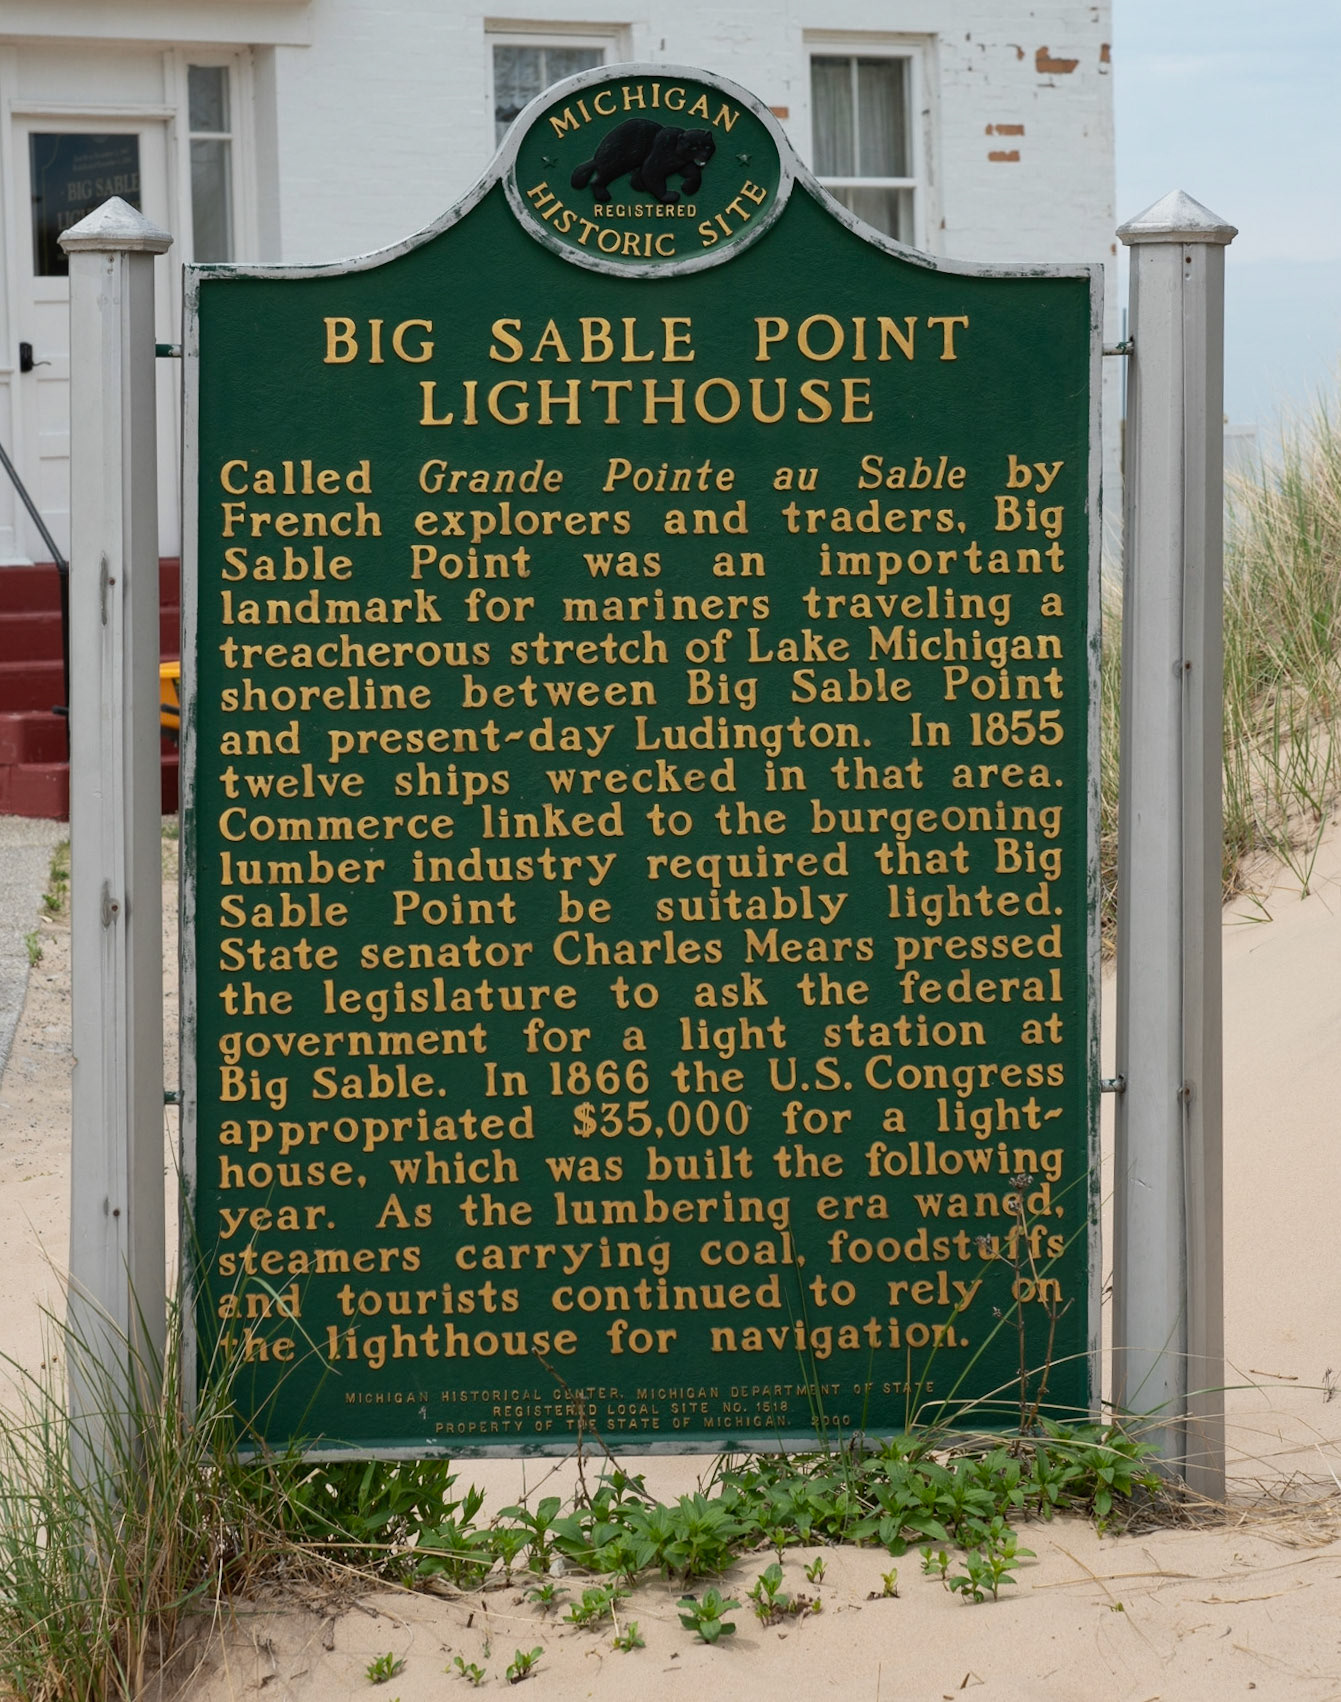 BIG SABLE
MICHIGAN
REGISTERED
HISTORIC SITE
BIG SABLE POINT
LIGHTHOUSE
Called Grande Pointe au Sable by
French explorers and traders, Big
Sable Point was an important
landmark for mariners traveling a
treacherous stretch of Lake Michigan
shoreline between Big Sable Point
and present-day Ludington. In 1855
twelve ships wrecked in that area.
Commerce linked to the burgeoning
lumber industry required that Big
Sable Point be suitably lighted.
State senator Charles Mears pressed
the legislature to ask the federal
government for a light station at
Big Sable. In 1866 the U.S. Congress
appropriated $35,000 for a light-
house, which was built the following
year. As the lumbering era waned,
steamers carrying coal, foodstuffs
and tourists continued to rely on
the lighthouse for navigation.
MICHIGAN HISTORICAL CENTER, MICHIGAN DEPARTMENT OF STATE
REGISTERED LOCAL SITE NO. 1518
PROPERTY OF THE STATE OF MICHIGAN, 2000